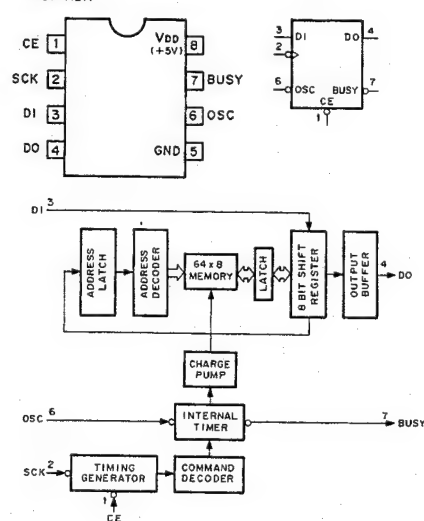 CE 1
VDD
(+5V)
8
SCK 2
7 BUSY
DI 3
6 OSC
DO 4
GND 5
3 DI DO 4
2
6 OSC BUSY 7
CE
1
DI 3
ADDRESS
LATCH
ADDRESS
DECODER
64 x 8
MEMORY
LATCH
8 BIT SHIFT
REGISTER
OUTPUT
BUFFER
4 DO
CHARGE
PUMP
OSC 6
INTERNAL
TIMER
7 BUSY
SCK 2
TIMING
GENERATOR
COMMAND
DECODER
1
CE